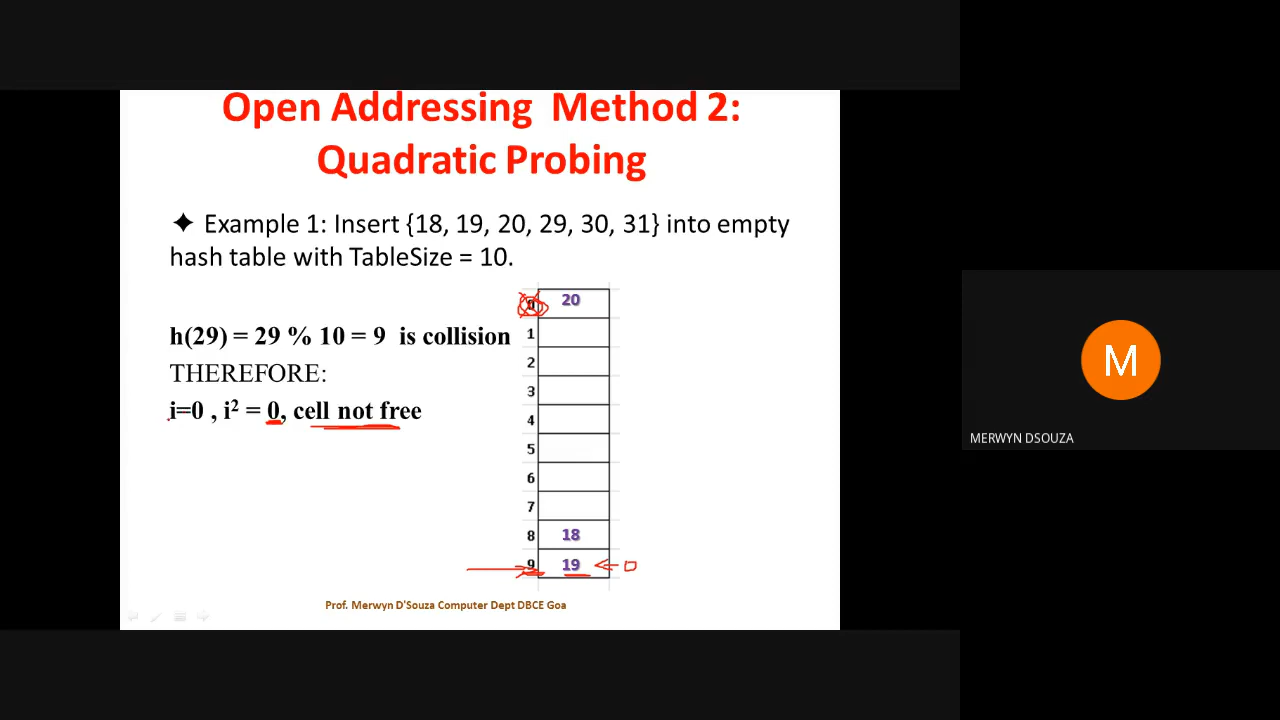 Open Addressing Method 2:
Quadratic Probing
✦ Example 1: Insert {18, 19, 20, 29, 30, 31} into empty
hash table with TableSize = 10.
h(29) = 29 % 10 = 9 is collision
THEREFORE:
i=0 , i² = 0, cell not free
0 20
1
2
3
4
5
6
7
8 18
9 19
Prof. Merwyn D'Souza Computer Dept DBCE Goa
M
MERWYN DSOUZA